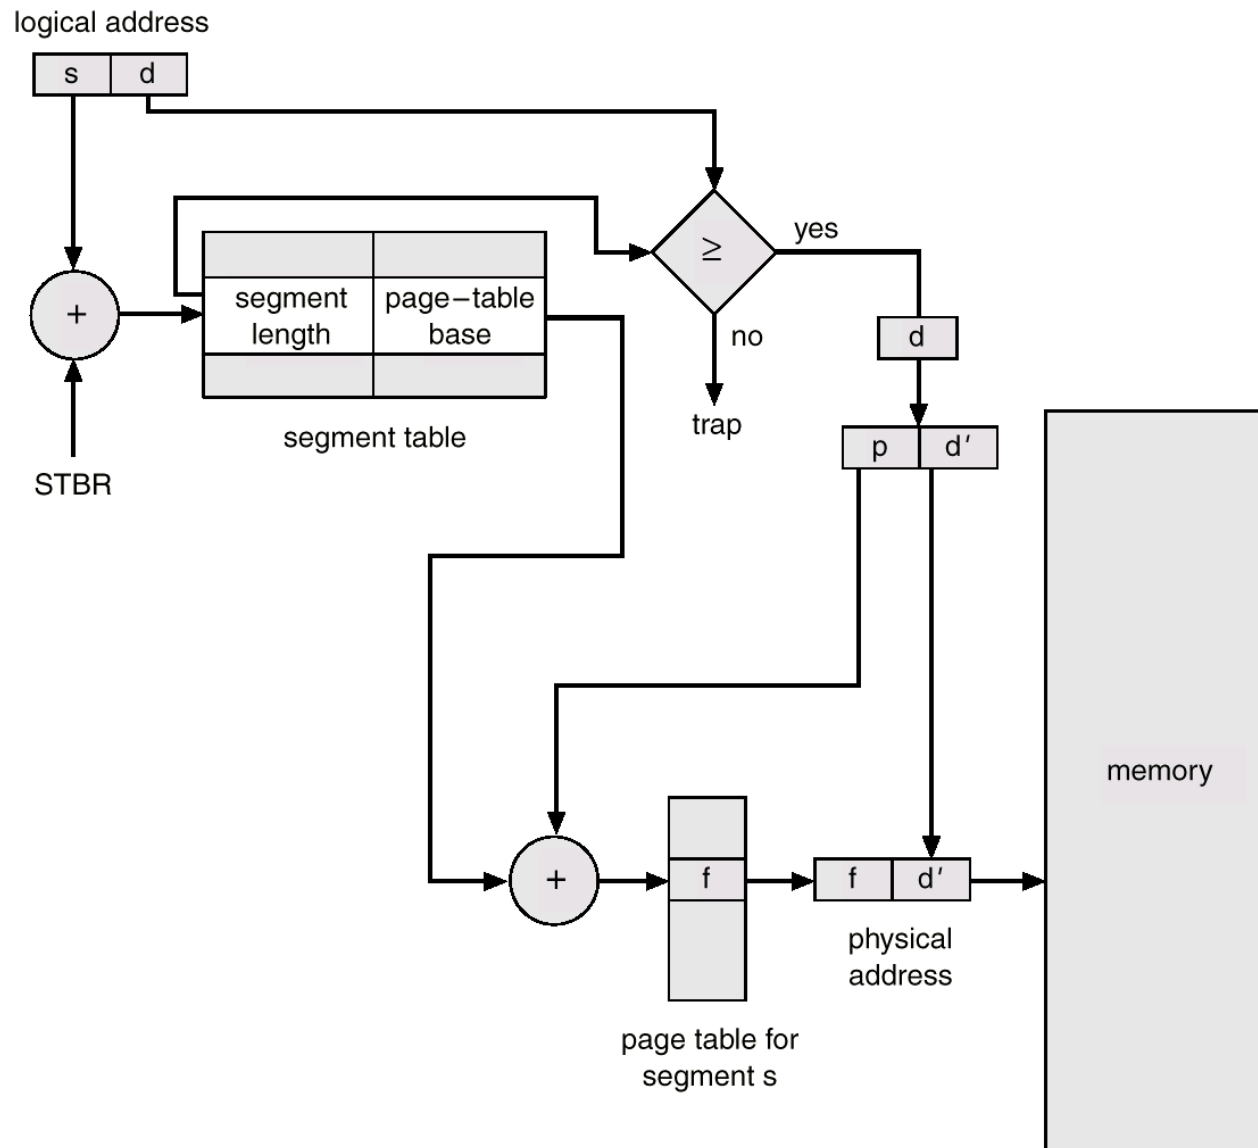 logical address
s d
≥
yes
+
segment length
page–table base
no
d
trap
segment table
p d′
STBR
memory
+
f
f d′
physical
address
page table for
segment s